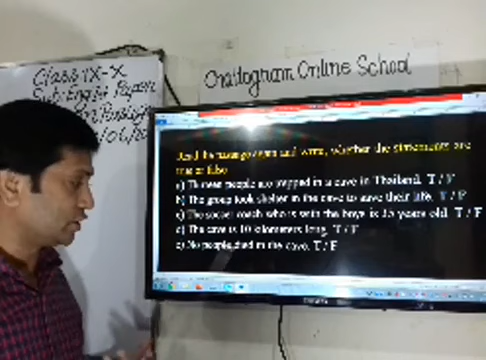 Class IX-X
Sub: English
Chattogram Online School
Read the passage again and write, whether the statements are
true or false
a) Thirteen people are trapped in a cave in Thailand. T / F
b) The group took shelter in the cave to save their life. T / F
c) The soccer coach who is with the boys is 25 years old. T / F
d) The cave is 10 kilometers long. T / F
e) No people died in the cave. T / F